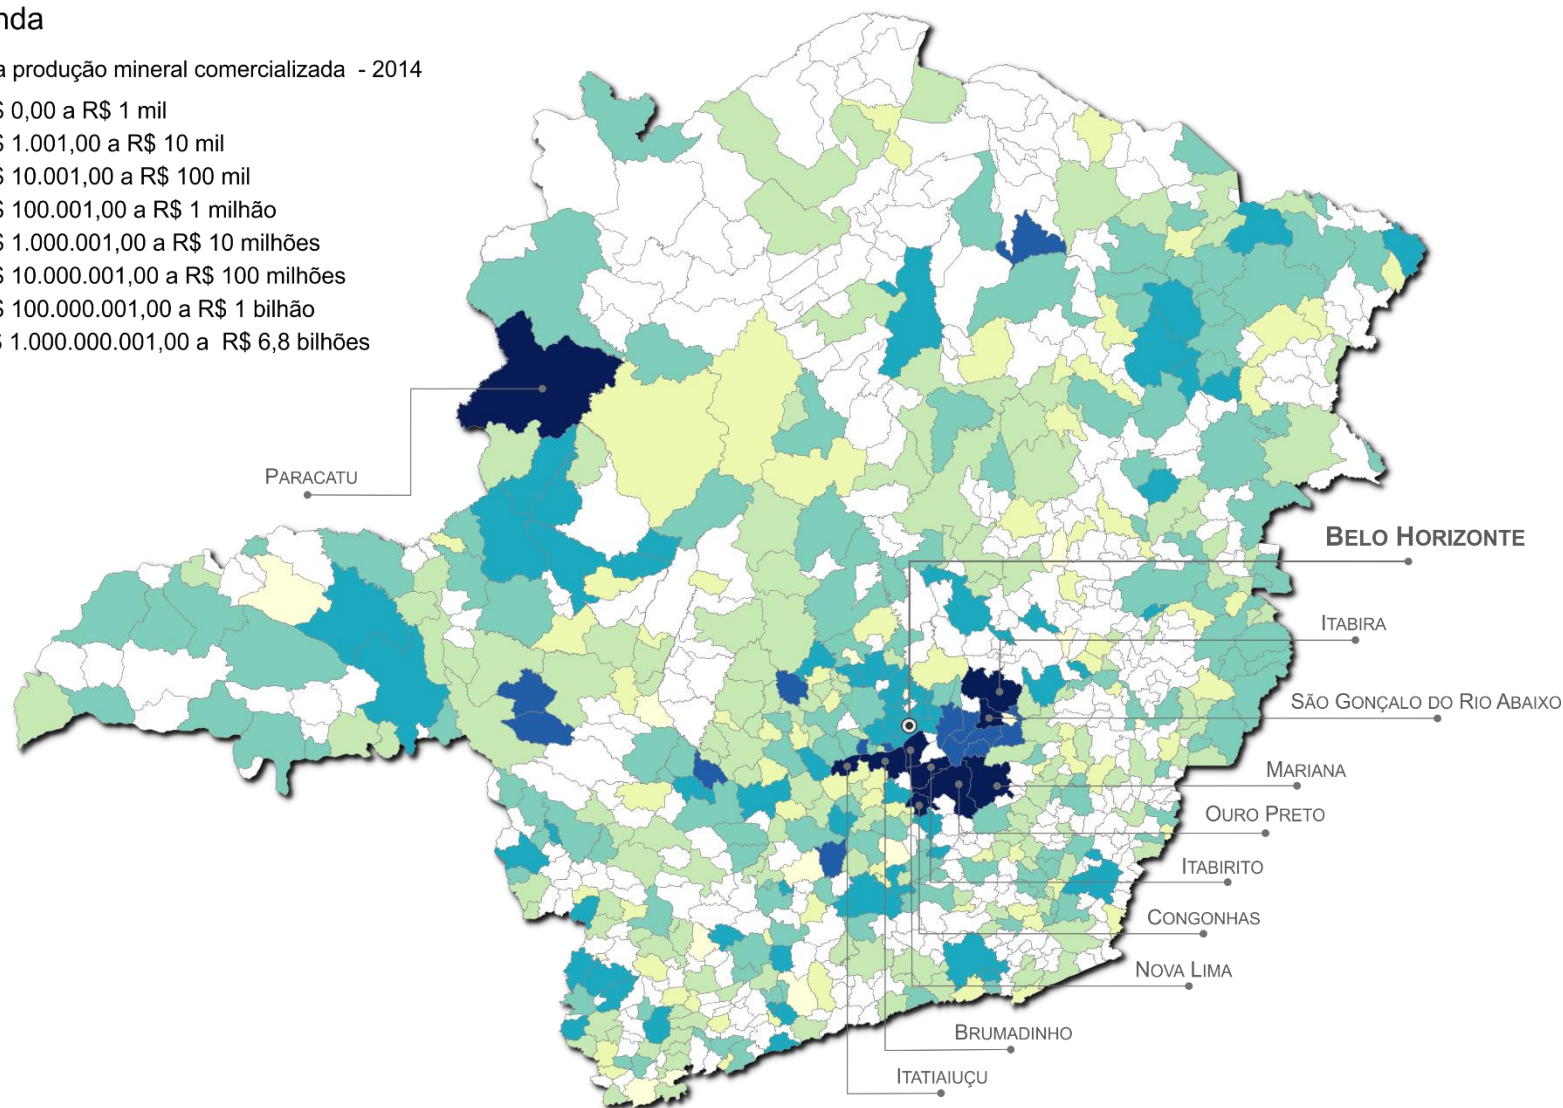 nda
a produção mineral comercializada - 2014
$ 0,00 a R$ 1 mil
$ 1.001,00 a R$ 10 mil
$ 10.001,00 a R$ 100 mil
$ 100.001,00 a R$ 1 milhão
$ 1.000.001,00 a R$ 10 milhões
$ 10.000.001,00 a R$ 100 milhões
$ 100.000.001,00 a R$ 1 bilhão
$ 1.000.000.001,00 a R$ 6,8 bilhões
PARACATU
BELO HORIZONTE
ITABIRA
SÃO GONÇALO DO RIO ABAIXO
MARIANA
OURO PRETO
ITABIRITO
CONGONHAS
NOVA LIMA
BRUMADINHO
ITATIAIUÇU